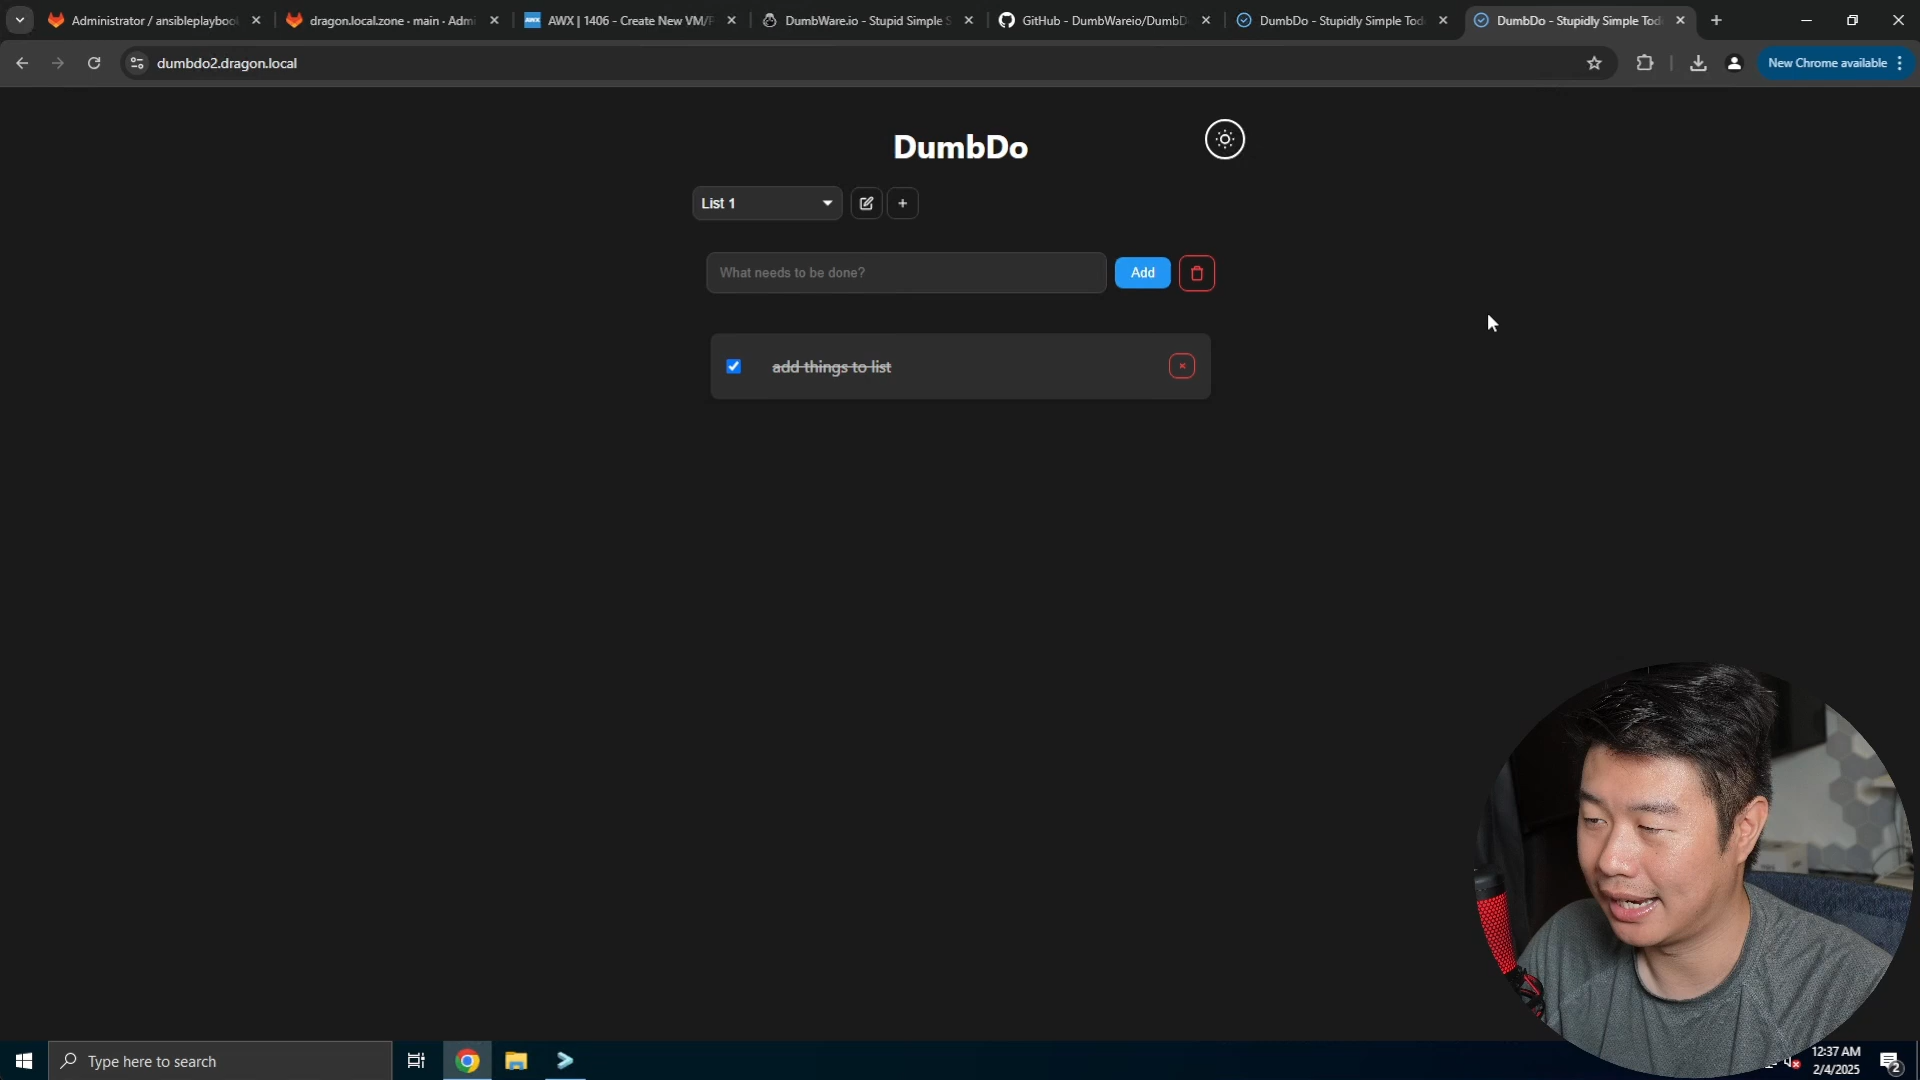 Administrator / ansibleplaybool
dragon.local.zone · main · Adm
AWX | 1406 - Create New VM/F
DumbWare.io - Stupid Simple S
GitHub - DumbWareio/DumbD
DumbDo - Stupidly Simple Tod
DumbDo - Stupidly Simple Tod
dumbdo2.dragon.local
New Chrome available
DumbDo
List 1
What needs to be done?
Add
add things to list
Type here to search
12:37 AM
2/4/2025
2